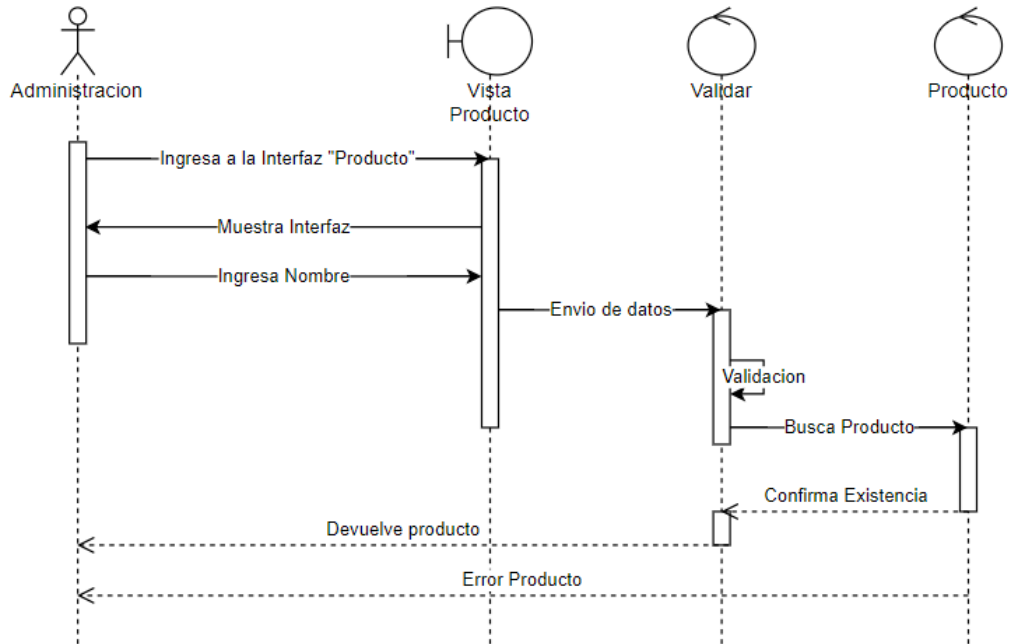 Administracion
Vista
Producto
Validar
Producto
Ingresa a la Interfaz "Producto"
Muestra Interfaz
Ingresa Nombre
Envio de datos
Validacion
Busca Producto
Confirma Existencia
Devuelve producto
Error Producto